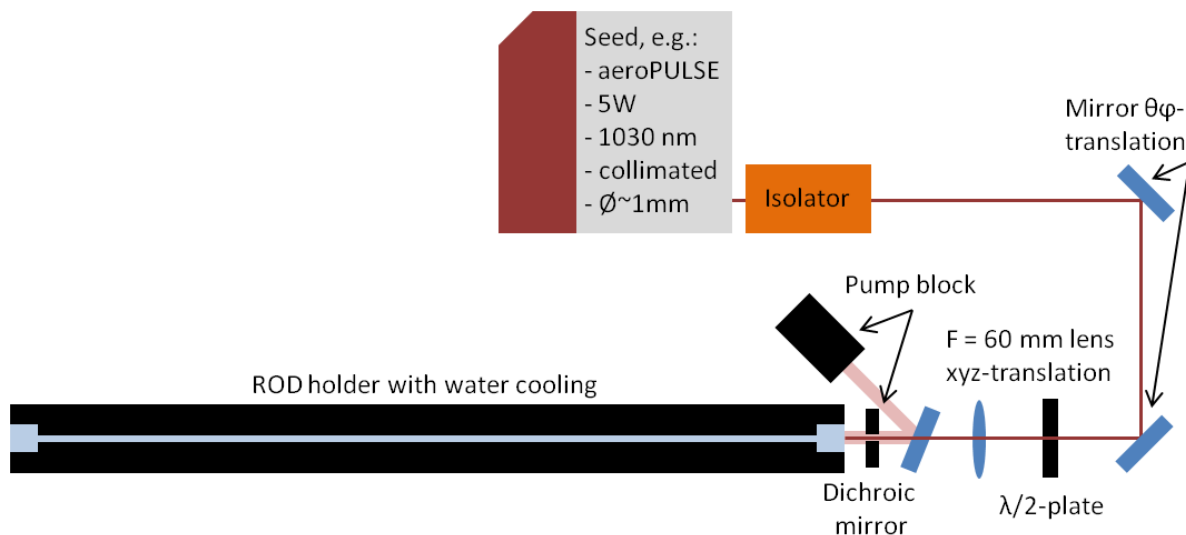 Seed, e.g.:
- aeroPULSE
- 5W
- 1030 nm
- collimated
- Ø~1mm
Isolator
Mirror θφ-
translation
Pump block
F = 60 mm lens
xyz-translation
ROD holder with water cooling
Dichroic
mirror
λ/2-plate